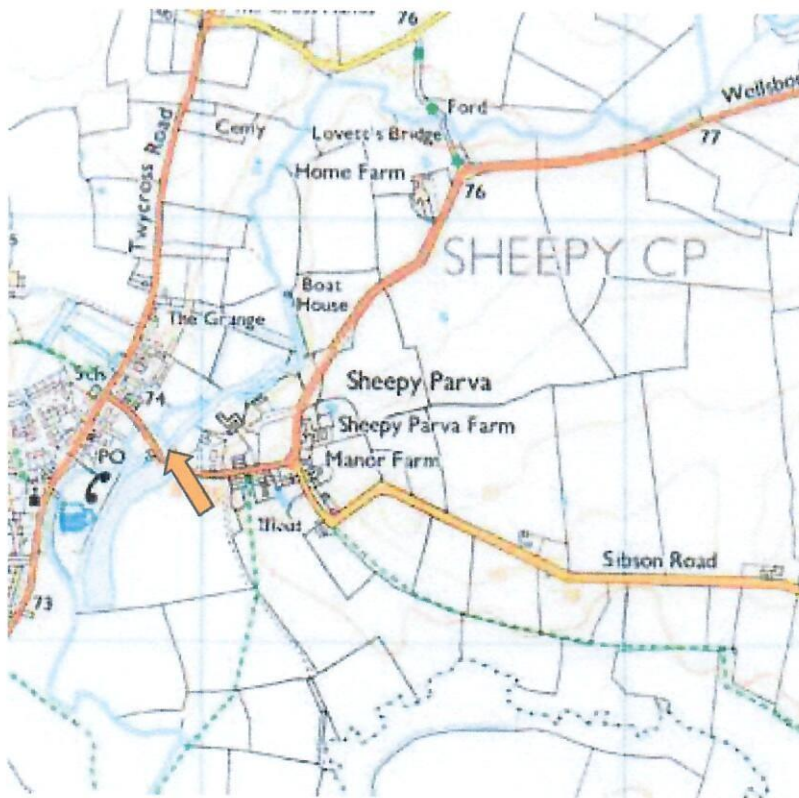 76
Ford
Wellsbo
Twycross Road
Cemy
Lovett's Bridge
77
Home Farm
76
SHEEPY CP
Boat
House
The Grange
Sch
Sheepy Parva
74
Sheepy Parva Farm
PO
Manor Farm
Moat
Sibson Road
73